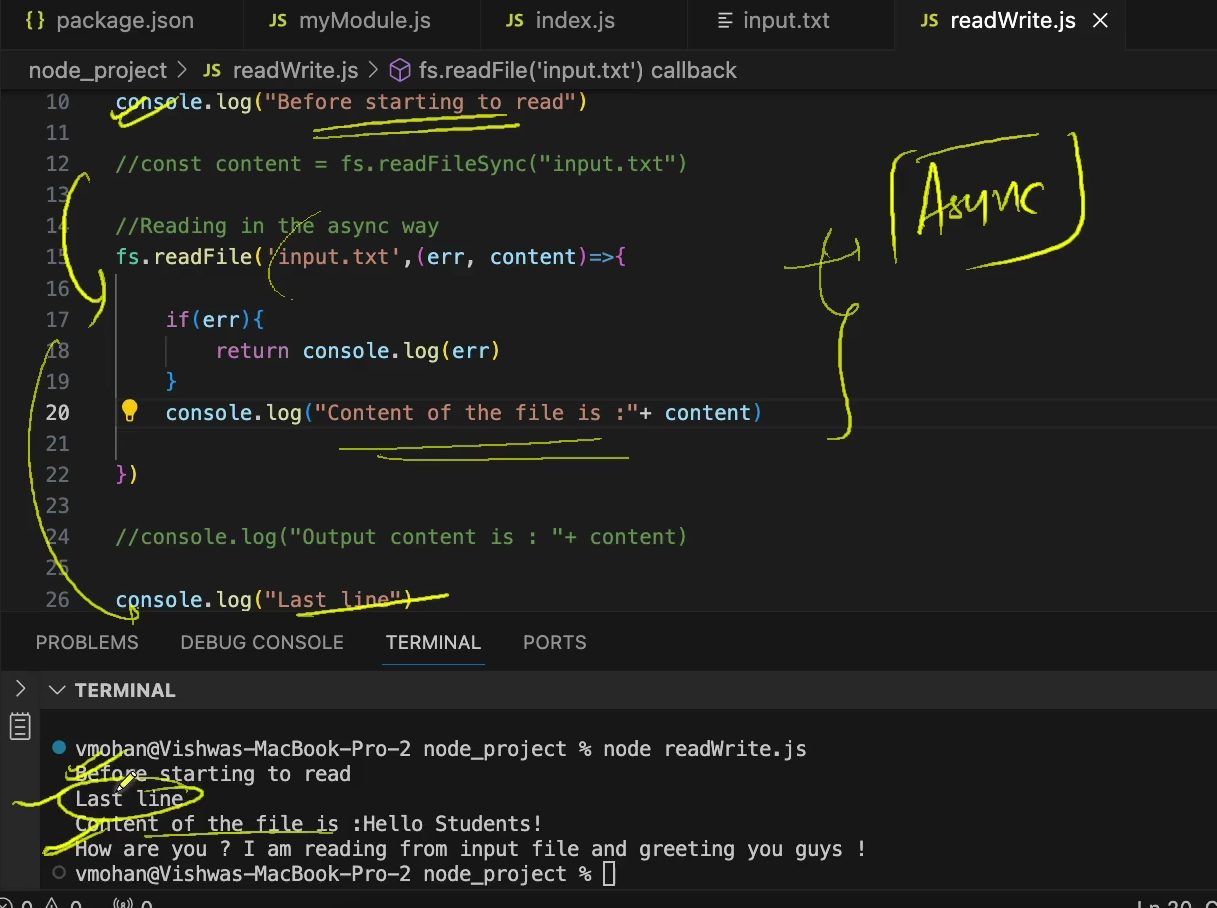 {} package.json JS myModule.js JS index.js input.txt JS readWrite.js ×
node_project > JS readWrite.js > fs.readFile('input.txt') callback
10 console.log("Before starting to read")
11
12 //const content = fs.readFileSync("input.txt")
13
14 //Reading in the async way
15 fs.readFile('input.txt',(err, content)=>{
16
17 if(err){
18 return console.log(err)
19 }
20 console.log("Content of the file is :"+ content)
21
22 })
23
24 //console.log("Output content is : "+ content)
25
26 console.log("Last line")
Async
PROBLEMS DEBUG CONSOLE TERMINAL PORTS
TERMINAL
vmohan@Vishwas-MacBook-Pro-2 node_project % node readWrite.js
Before starting to read
Last line
Content of the file is :Hello Students!
How are you ? I am reading from input file and greeting you guys !
vmohan@Vishwas-MacBook-Pro-2 node_project %